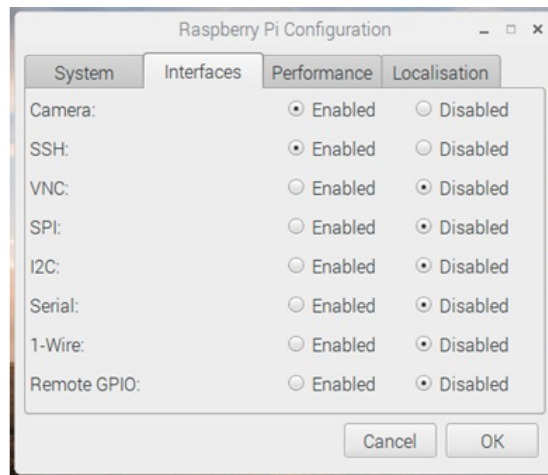 Raspberry Pi Configuration
System Interfaces Performance Localisation
Camera: Enabled Disabled
SSH: Enabled Disabled
VNC: Enabled Disabled
SPI: Enabled Disabled
I2C: Enabled Disabled
Serial: Enabled Disabled
1-Wire: Enabled Disabled
Remote GPIO: Enabled Disabled
Cancel OK